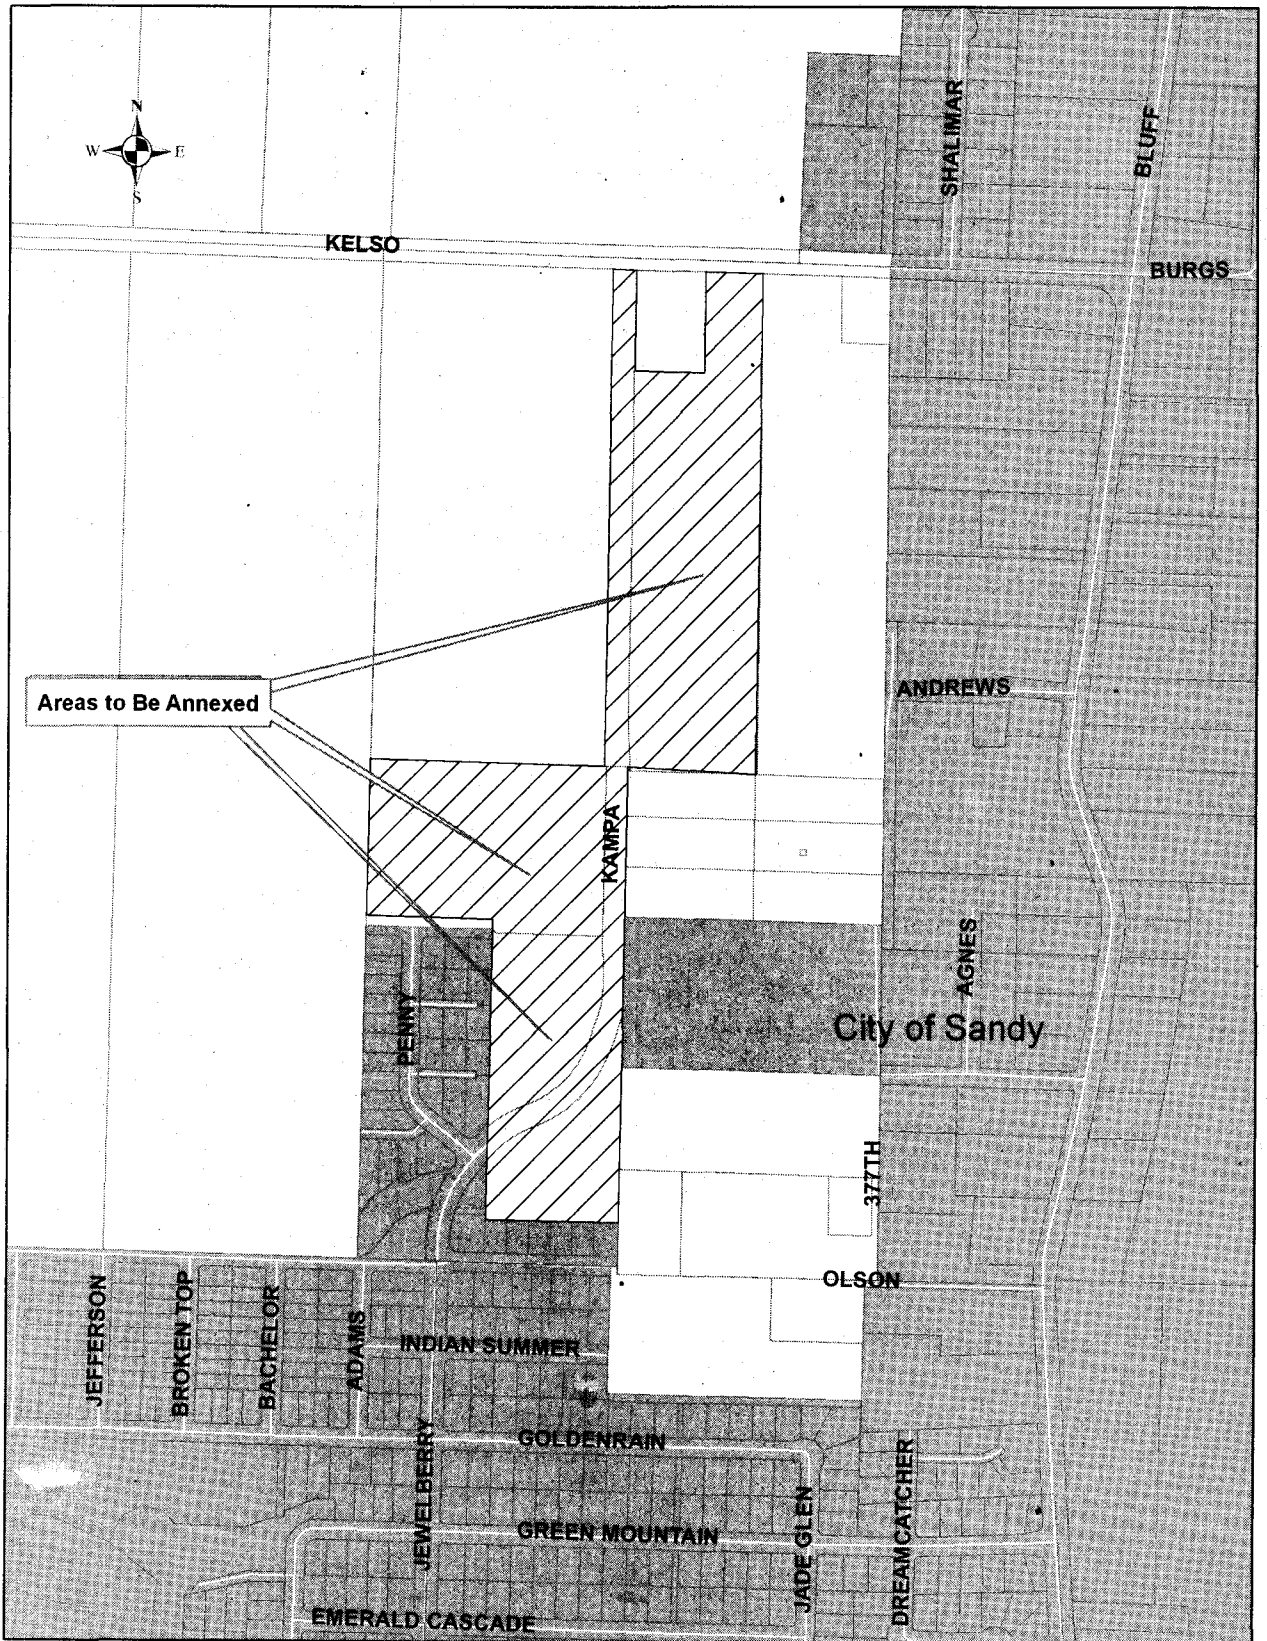 N
W E
S
SHALIMAR
BLUFF
KELSO
BURGS
Areas to Be Annexed
ANDREWS
KAMPA
AGNES
PENNY
City of Sandy
377TH
OLSON
JEFFERSON
BROKEN TOP
BACHELOR
ADAMS
INDIAN SUMMER
JEWELBERRY
GOLDENRAIN
DREAMCATCHER
JADE GLEN
GREEN MOUNTAIN
EMERALD CASCADE